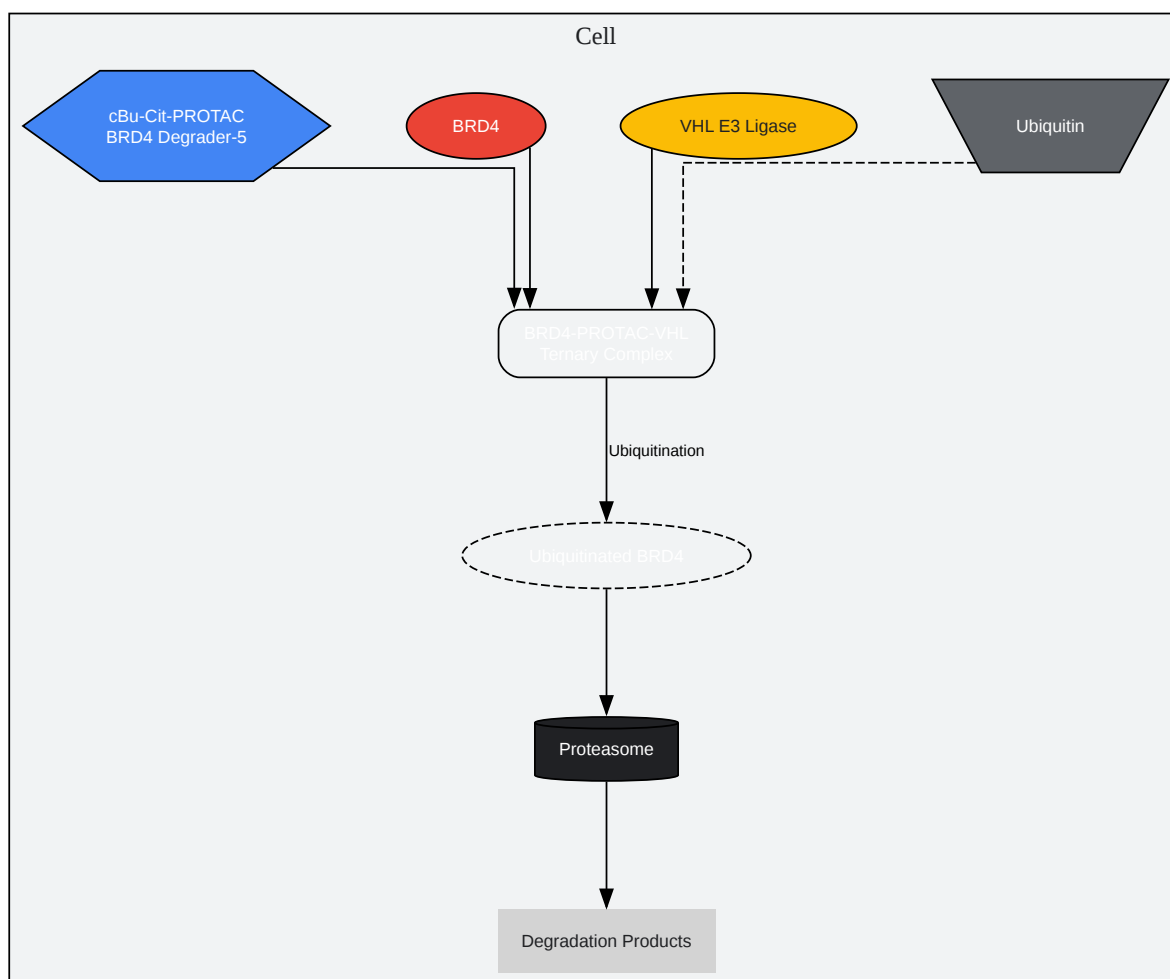 Cell
cBu-Cit-PROTAC
BRD4 Degrader-5
BRD4
VHL E3 Ligase
Ubiquitin
BRD4-PROTAC-VHL
Ternary Complex
Ubiquitination
Ubiquitinated BRD4
Proteasome
Degradation Products